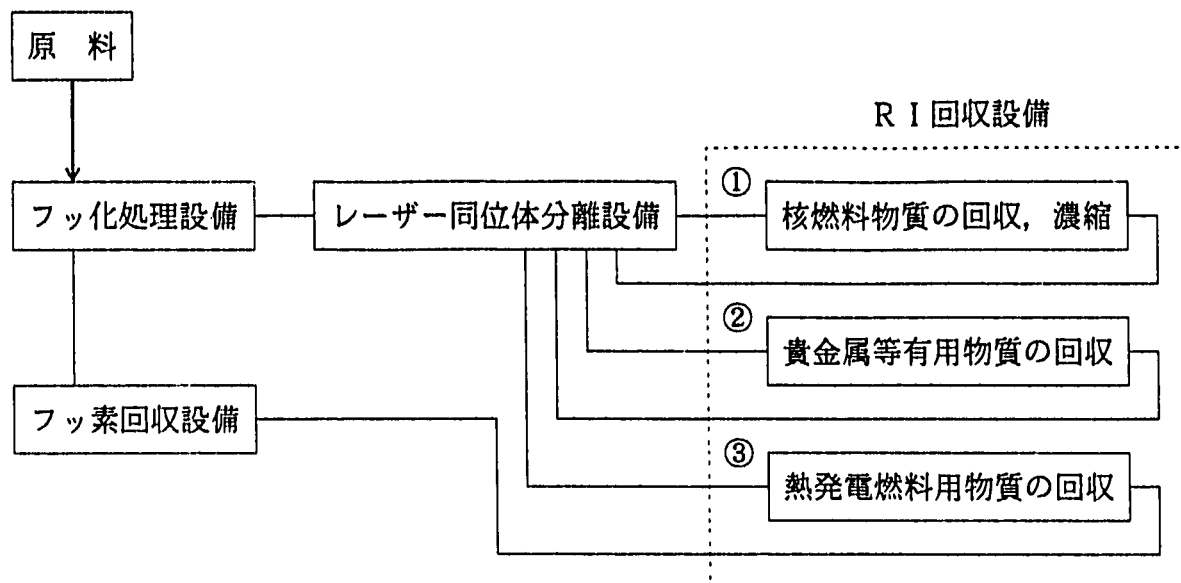 原 料
RI回収設備
フッ化処理設備
レーザー同位体分離設備
①
核燃料物質の回収，濃縮
②
貴金属等有用物質の回収
フッ素回収設備
③
熱発電燃料用物質の回収